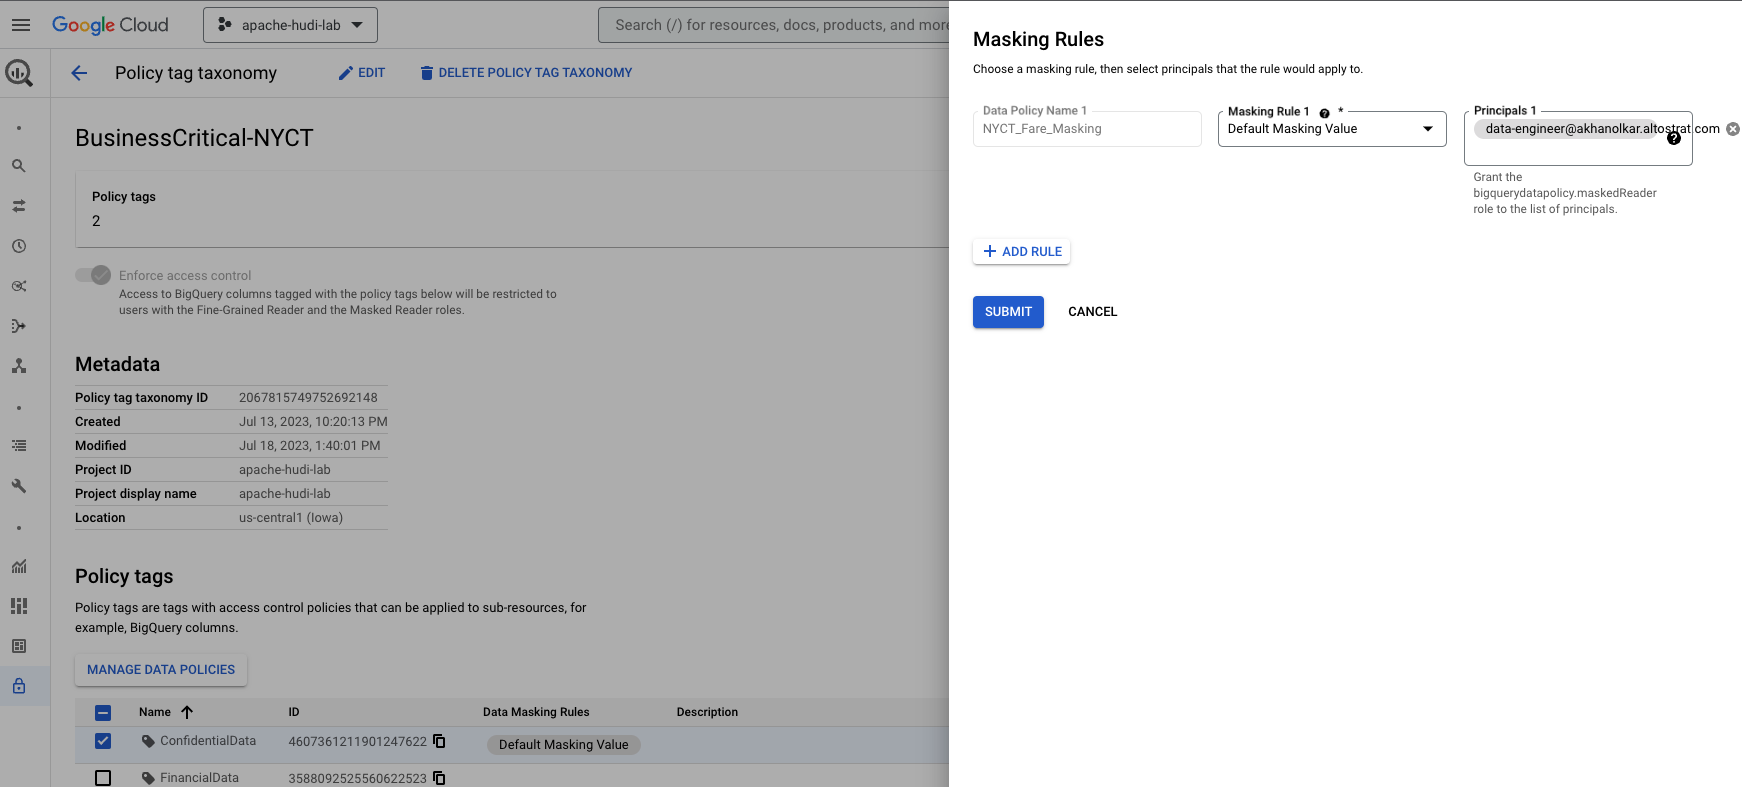 Google Cloud
apache-hudi-lab
Search (/) for resources, docs, products, and more
Policy tag taxonomy
EDIT
DELETE POLICY TAG TAXONOMY
BusinessCritical-NYCT
Policy tags
2
Enforce access control
Access to BigQuery columns tagged with the policy tags below will be restricted to
users with the Fine-Grained Reader and the Masked Reader roles.
Metadata
Policy tag taxonomy ID 2067815749752692148
Created Jul 13, 2023, 10:20:13 PM
Modified Jul 18, 2023, 1:40:01 PM
Project ID apache-hudi-lab
Project display name apache-hudi-lab
Location us-central1 (Iowa)
Policy tags
Policy tags are tags with access control policies that can be applied to sub-resources, for
example, BigQuery columns.
MANAGE DATA POLICIES
Name ID Data Masking Rules Description
ConfidentialData 4607361211901247622 Default Masking Value
FinancialData 3588092525560622523
Masking Rules
Choose a masking rule, then select principals that the rule would apply to.
Data Policy Name 1
NYCT_Fare_Masking
Masking Rule 1 ? *
Default Masking Value
Principals 1
data-engineer@akhanolkar.altostrat.com
?
Grant the
bigquerydatapolicy.maskedReader
role to the list of principals.
ADD RULE
SUBMIT
CANCEL